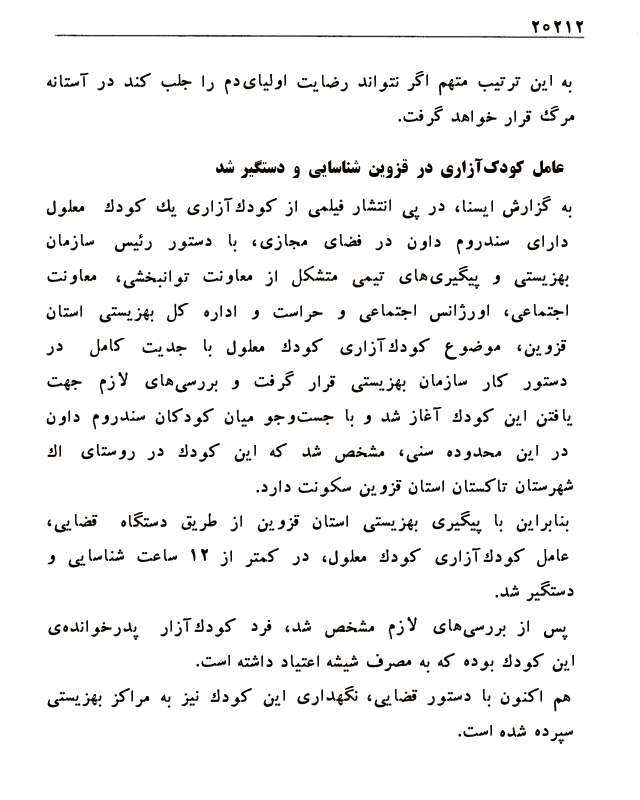 ۲۰۲۱۲
به این ترتیب متهم اگر نتواند رضایت اولیای‌دم را جلب کند در آستانه
مرگ قرار خواهد گرفت.
عامل کودک‌آزاری در قزوین شناسایی و دستگیر شد
به گزارش ایسنا، در پی انتشار فیلمی از کودك‌آزاری یك کودك معلول
دارای سندروم داون در فضای مجازی، با دستور رئیس سازمان
بهزیستی و پیگیری‌های تیمی متشکل از معاونت توانبخشی، معاونت
اجتماعی، اورژانس اجتماعی و حراست و اداره کل بهزیستی استان
قزوین، موضوع کودك‌آزاری کودك معلول با جدیت کامل در
دستور کار سازمان بهزیستی قرار گرفت و بررسی‌های لازم جهت
یافتن این کودك آغاز شد و با جست‌وجو میان کودکان سندروم داون
در این محدوده سنی، مشخص شد که این کودك در روستای اك
شهرستان تاکستان استان قزوین سکونت دارد.
بنابراین با پیگیری بهزیستی استان قزوین از طریق دستگاه قضایی،
عامل کودك‌آزاری کودك معلول، در کمتر از ۱۲ ساعت شناسایی و
دستگیر شد.
پس از بررسی‌های لازم مشخص شد، فرد کودك‌آزار پدرخوانده‌ی
این کودك بوده که به مصرف شیشه اعتیاد داشته است.
هم اکنون با دستور قضایی، نگهداری این کودك نیز به مراکز بهزیستی
سپرده شده است.